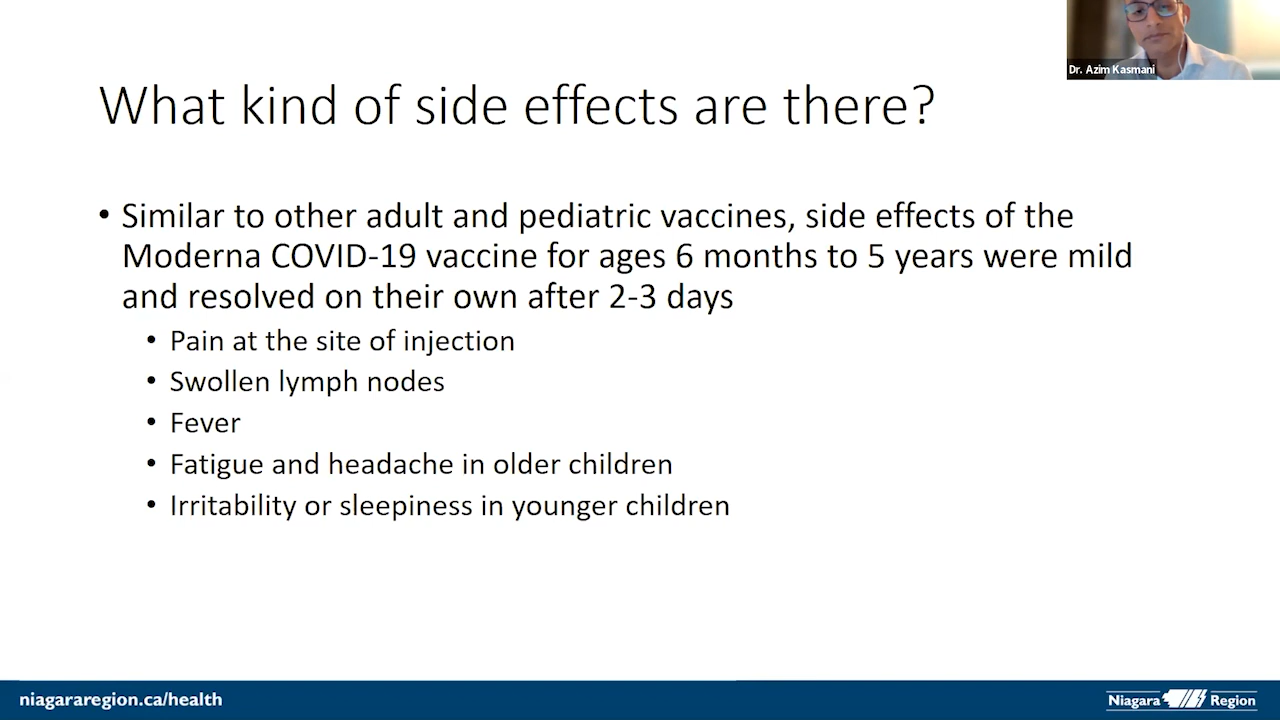 Dr. Azim Kasmani
What kind of side effects are there?
• Similar to other adult and pediatric vaccines, side effects of the
Moderna COVID-19 vaccine for ages 6 months to 5 years were mild
and resolved on their own after 2-3 days
• Pain at the site of injection
• Swollen lymph nodes
• Fever
• Fatigue and headache in older children
• Irritability or sleepiness in younger children
niagararegion.ca/health
Niagara Region